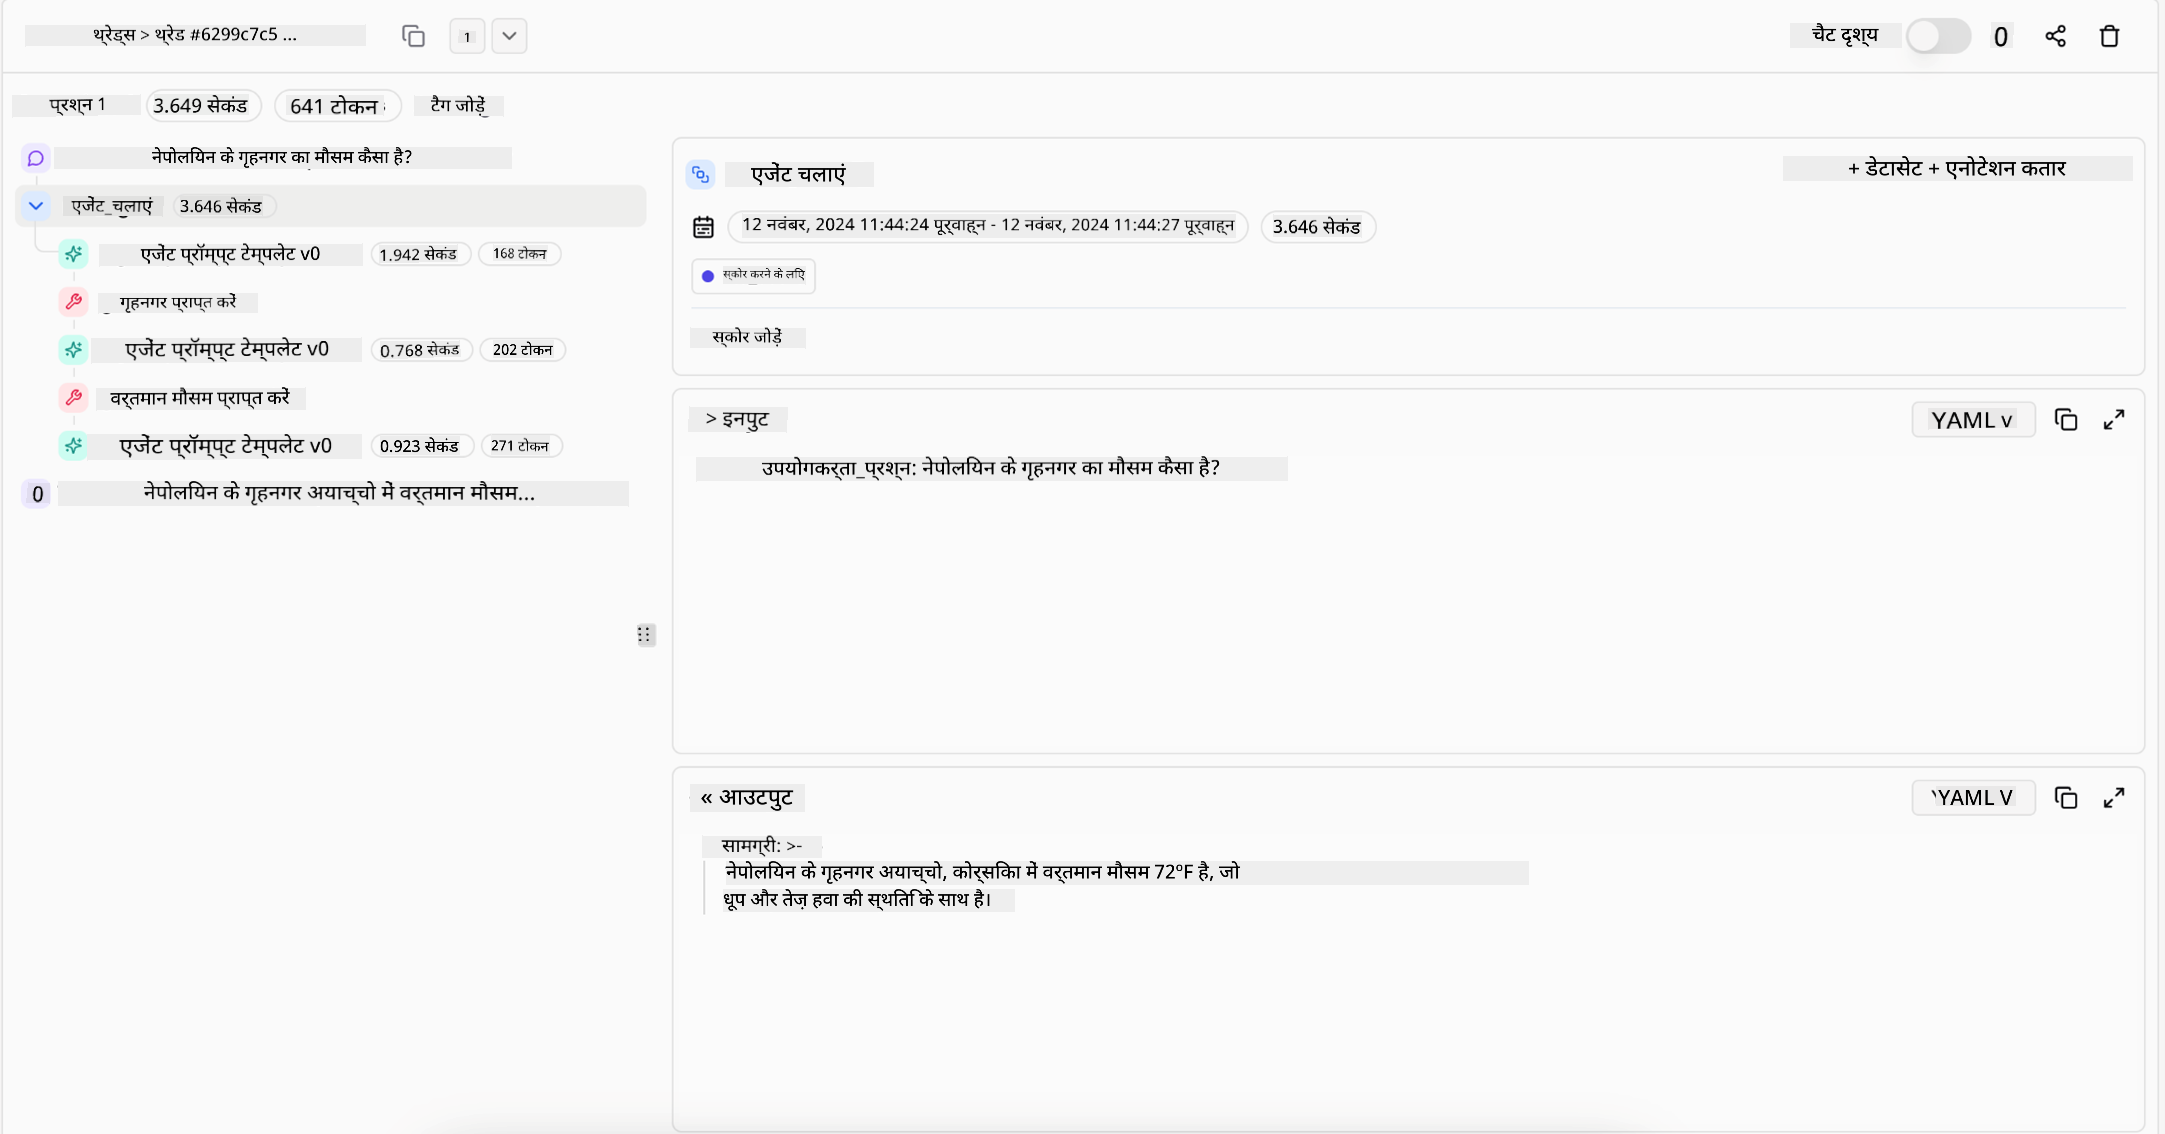 थ्रेड्स > थ्रेड #6299c7c5 ...
1
चैट दृश्य
0
प्रश्न 1
3.649 सेकंड
641 टोकन
टैग जोड़ें
नेपोलियन के गृहनगर का मौसम कैसा है?
एजेंट_चलाएं
3.646 सेकंड
एजेंट प्रॉम्प्ट टेम्पलेट v0
1.942 सेकंड
168 टोकन
गृहनगर प्राप्त करें
एजेंट प्रॉम्प्ट टेम्पलेट v0
0.768 सेकंड
202 टोकन
वर्तमान मौसम प्राप्त करें
एजेंट प्रॉम्प्ट टेम्पलेट v0
0.923 सेकंड
271 टोकन
0
नेपोलियन के गृहनगर अयाच्चो में वर्तमान मौसम...
एजेंट चलाएं
+ डेटासेट + एनोटेशन कतार
12 नवंबर, 2024 11:44:24 पूर्वाह्न - 12 नवंबर, 2024 11:44:27 पूर्वाह्न
3.646 सेकंड
स्कोर करने के लिए
स्कोर जोड़ें
> इनपुट
YAML v
उपयोगकर्ता_प्रश्न: नेपोलियन के गृहनगर का मौसम कैसा है?
« आउटपुट
YAML V
सामग्री: >-
नेपोलियन के गृहनगर अयाच्चो, कोर्सिका में वर्तमान मौसम 72°F है, जो
धूप और तेज़ हवा की स्थिति के साथ है।